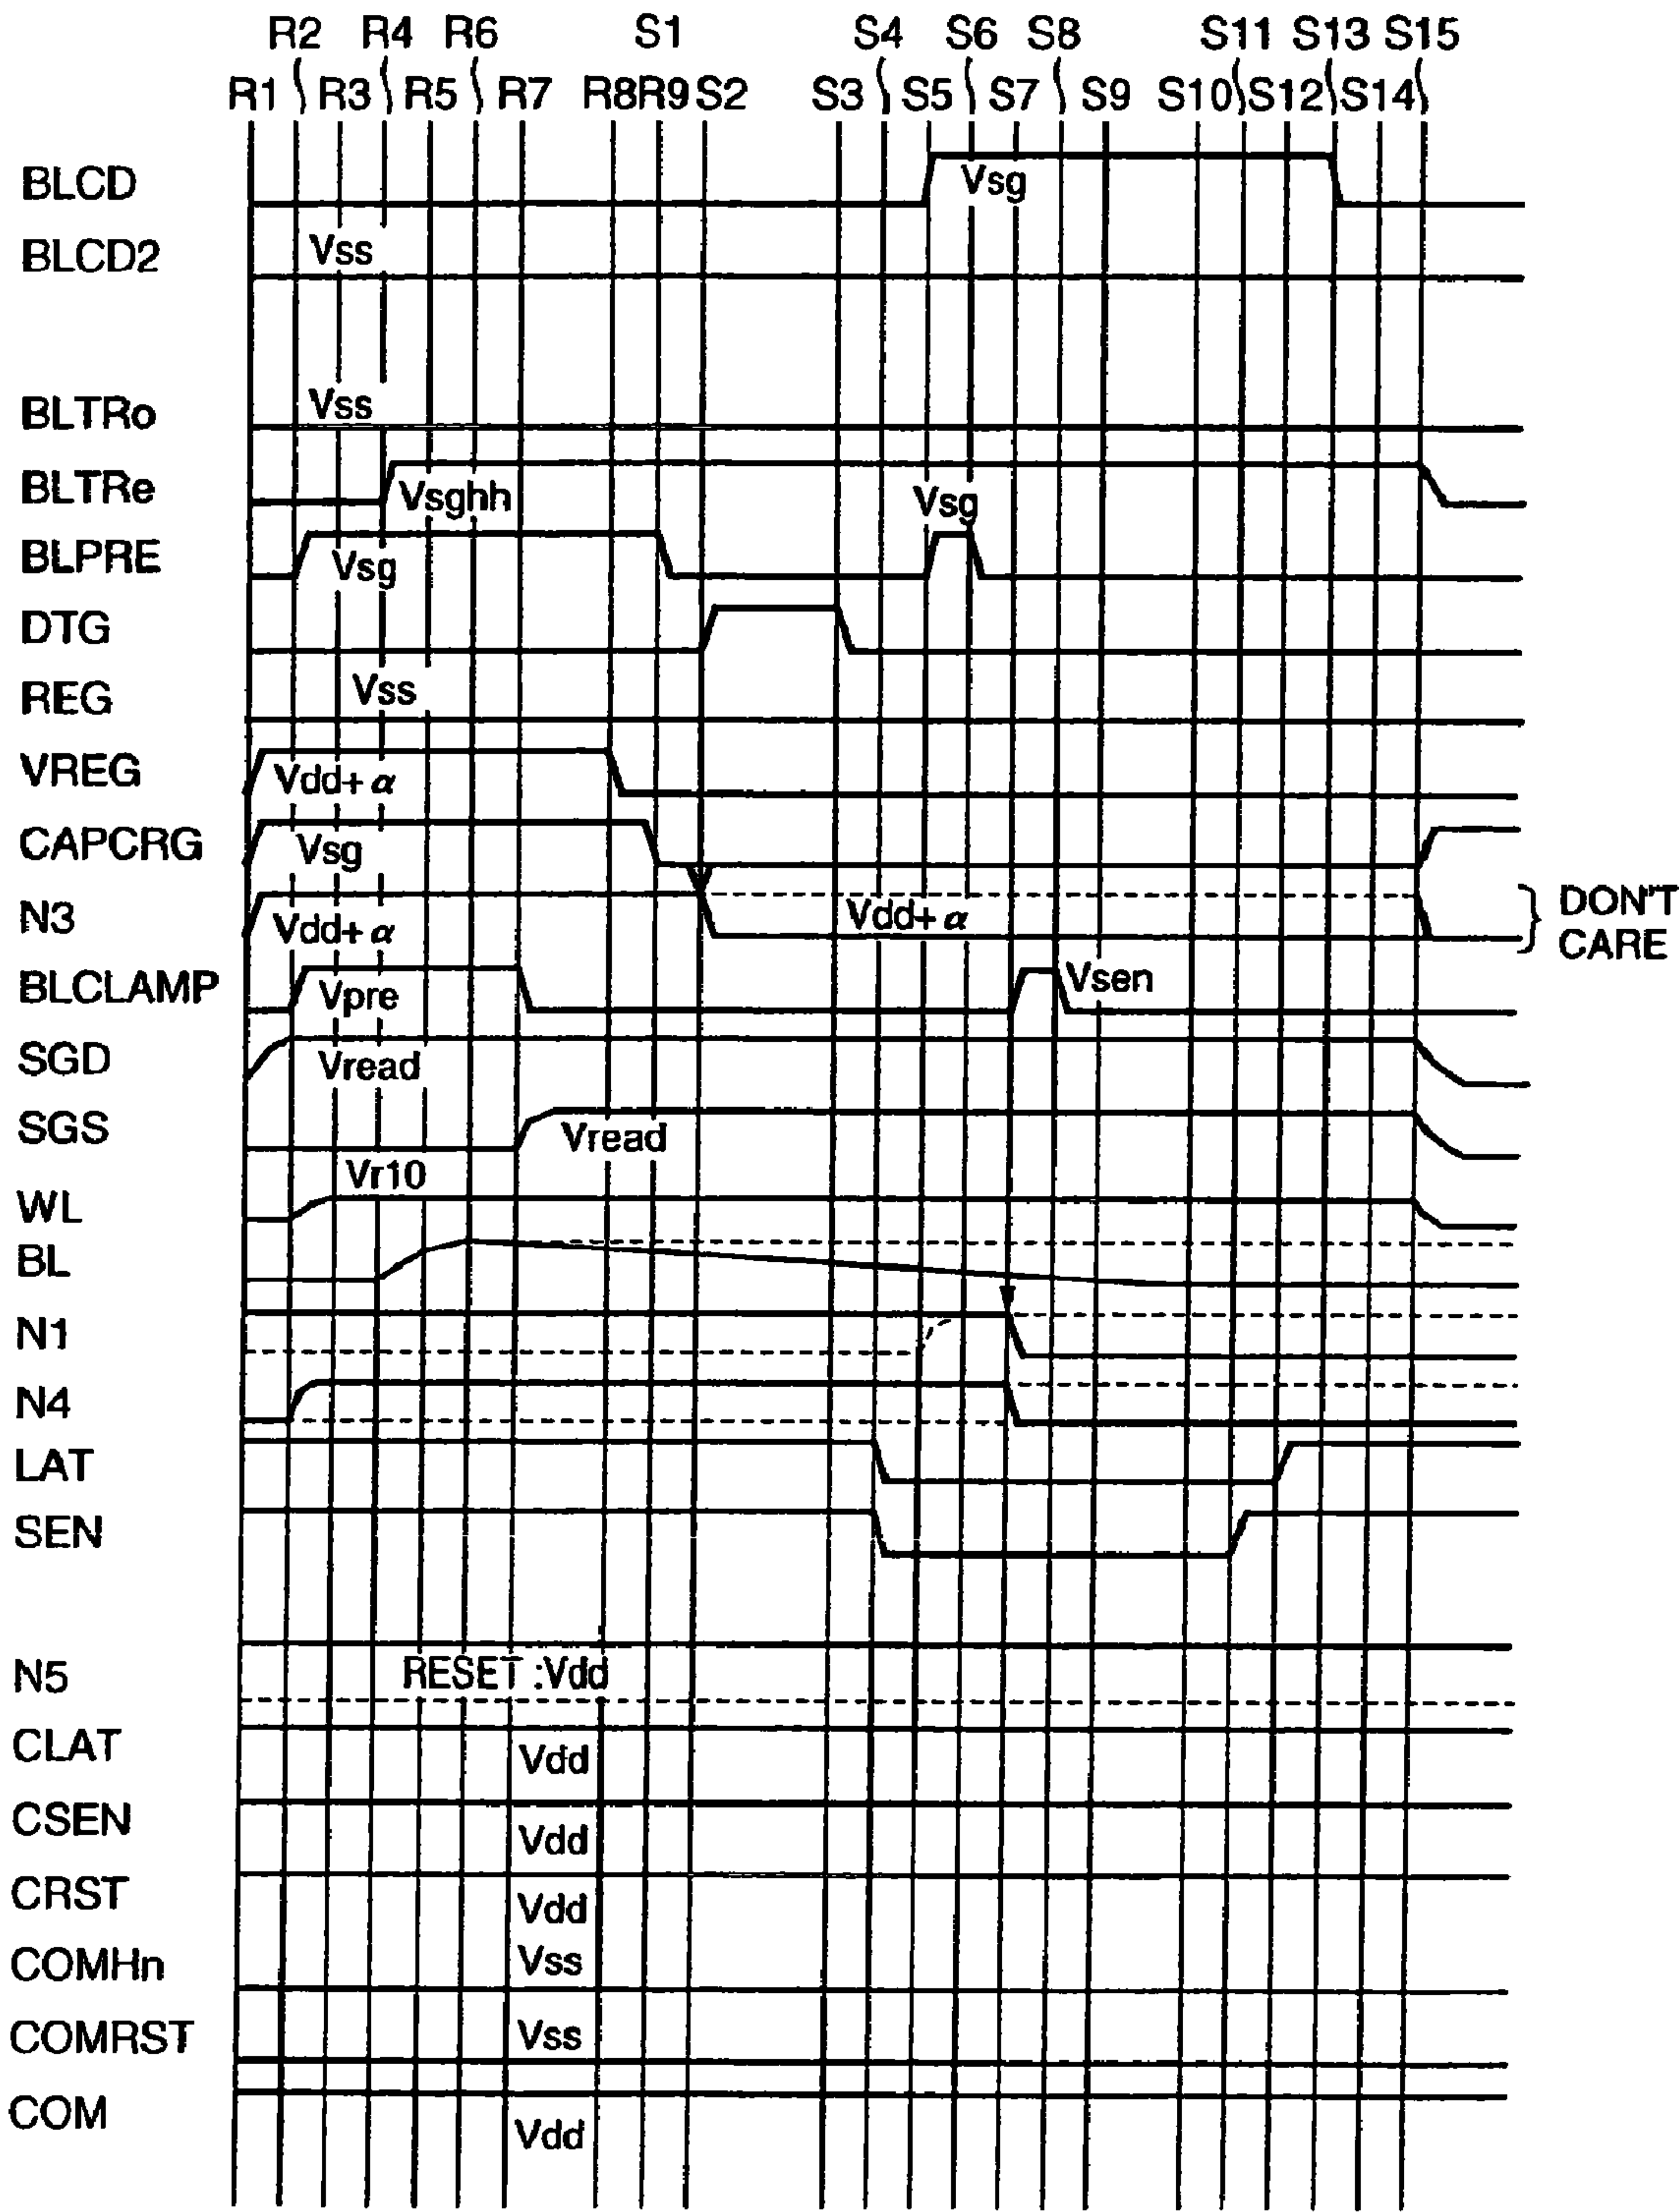 R2 R4 R6 S1 S4 S6 S8 S11 S13 S15
R1 R3 R5 R7 R8 R9 S2 S3 S5 S7 S9 S10 S12 S14
BLCD Vsg
BLCD2 Vss
BLTRo Vss
BLTRe Vsghh Vsg
BLPRE Vsg
DTG
REG Vss
VREG Vdd+α
CAPCRG Vsg
N3 Vdd+α Vdd+α DON'T
CARE
BLCLAMP Vpre Vsen
SGD Vread
SGS Vread
Vr10
WL
BL
N1
N4
LAT
SEN
N5 RESET :Vdd
CLAT Vdd
CSEN Vdd
CRST Vdd
COMHn Vss
COMRST Vss
COM Vdd